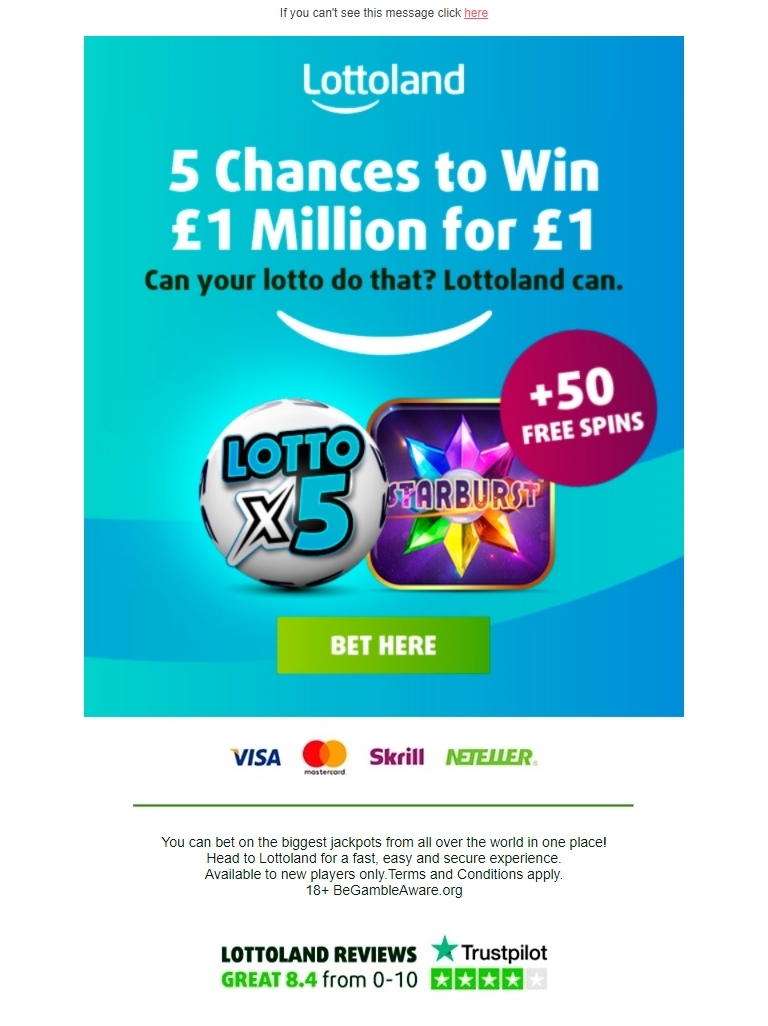 If you can't see this message click here
Lottoland
5 Chances to Win
£1 Million for £1
Can your lotto do that? Lottoland can.
+50
FREE SPINS
LOTTO
x5
STARBURST
BET HERE
VISA
mastercard.
Skrill
NETELLER.
You can bet on the biggest jackpots from all over the world in one place!
Head to Lottoland for a fast, easy and secure experience.
Available to new players only.Terms and Conditions apply.
18+ BeGambleAware.org
LOTTOLAND REVIEWS
GREAT 8.4 from 0-10
Trustpilot